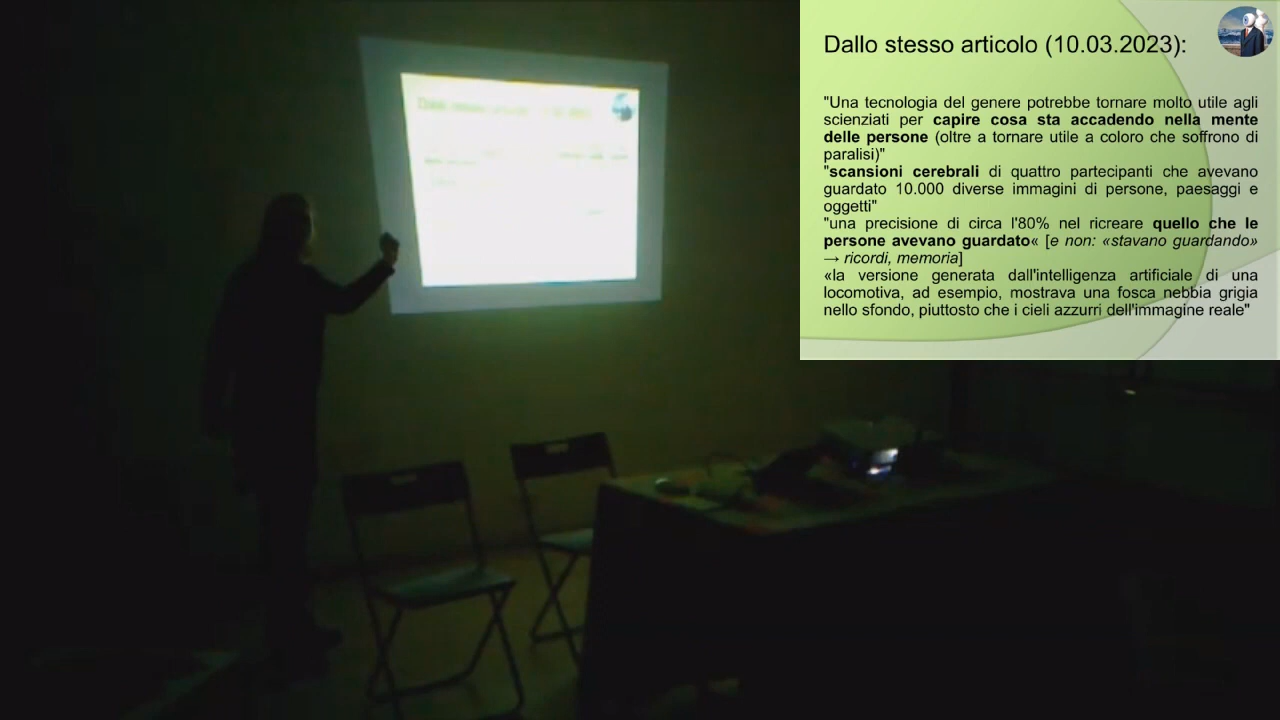 Dallo stesso articolo (10.03.2023):
"Una tecnologia del genere potrebbe tornare molto utile agli
scienziati per capire cosa sta accadendo nella mente
delle persone (oltre a tornare utile a coloro che soffrono di
paralisi)"
"scansioni cerebrali di quattro partecipanti che avevano
guardato 10.000 diverse immagini di persone, paesaggi e
oggetti"
"una precisione di circa l'80% nel ricreare quello che le
persone avevano guardato« [e non: «stavano guardando»
→ ricordi, memoria]
«la versione generata dall'intelligenza artificiale di una
locomotiva, ad esempio, mostrava una fosca nebbia grigia
nello sfondo, piuttosto che i cieli azzurri dell'immagine reale"